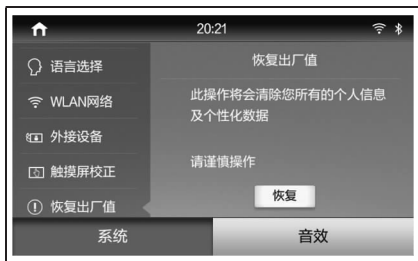 20:21
语言选择
WLAN网络
外接设备
触摸屏校正
恢复出厂值
恢复出厂值
此操作将会清除您所有的个人信息
及个性化数据
请谨慎操作
恢复
系统
音效